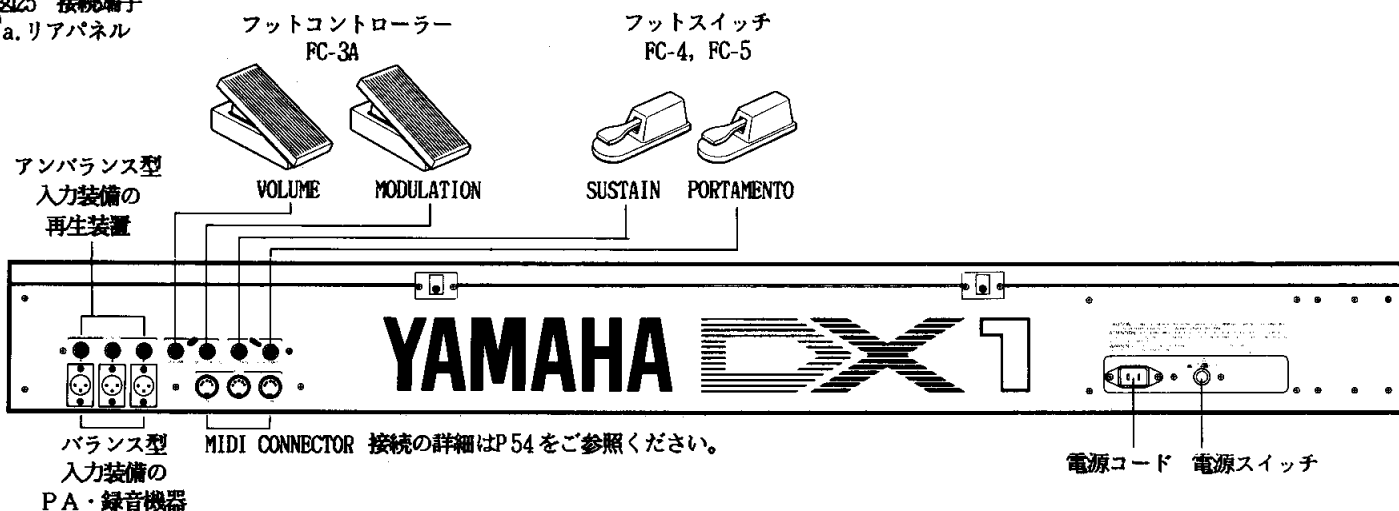 接続端子
a. リアパネル
フットコントローラー
FC-3A
フットスイッチ
FC-4, FC-5
アンバランス型
入力装備の
再生装置
VOLUME
MODULATION
SUSTAIN
PORTAMENTO
YAMAHA DX1
バランス型
入力装備の
PA・録音機器
MIDI CONNECTOR 接続の詳細はP54をご参照ください。
電源コード
電源スイッチ